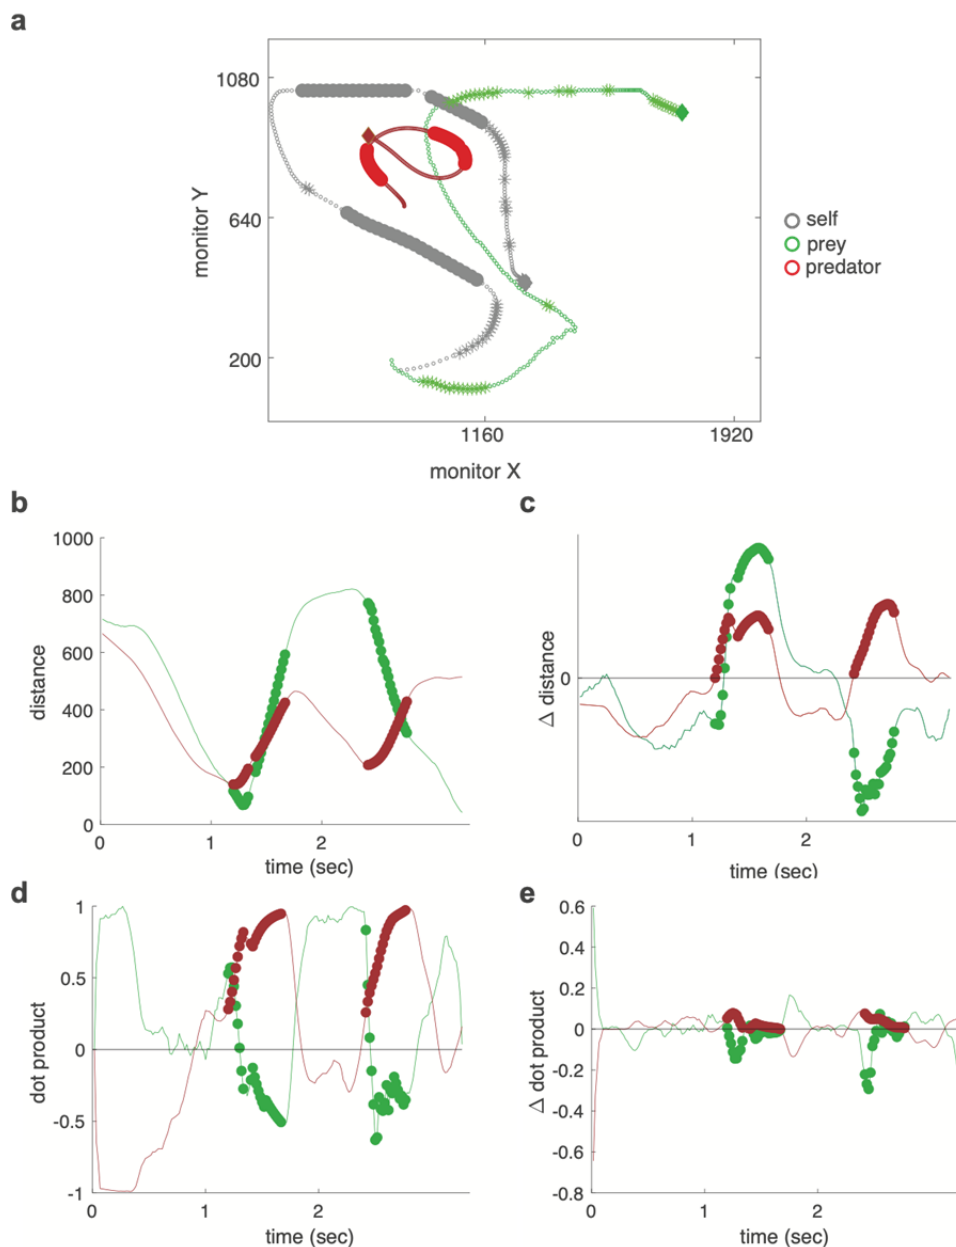 a
1080
640
200
monitor Y
1160
1920
monitor X
self
prey
predator
b
1000
800
600
400
200
0
distance
0
1
2
time (sec)
c
0
Δ distance
0
1
2
time (sec)
d
1
0.5
0
-0.5
-1
dot product
0
1
2
time (sec)
e
0.6
0.4
0.2
0
-0.2
-0.4
-0.6
-0.8
Δ dot product
0
1
2
time (sec)